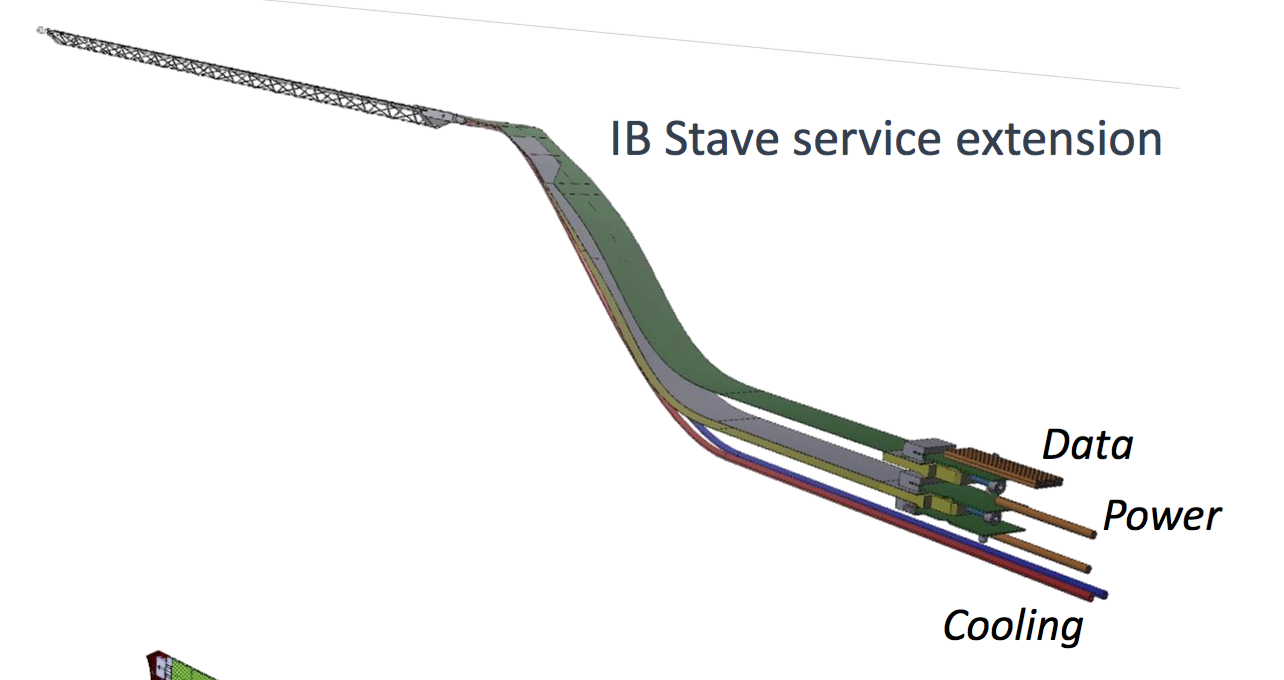 IB Stave service extension
Data
Power
Cooling